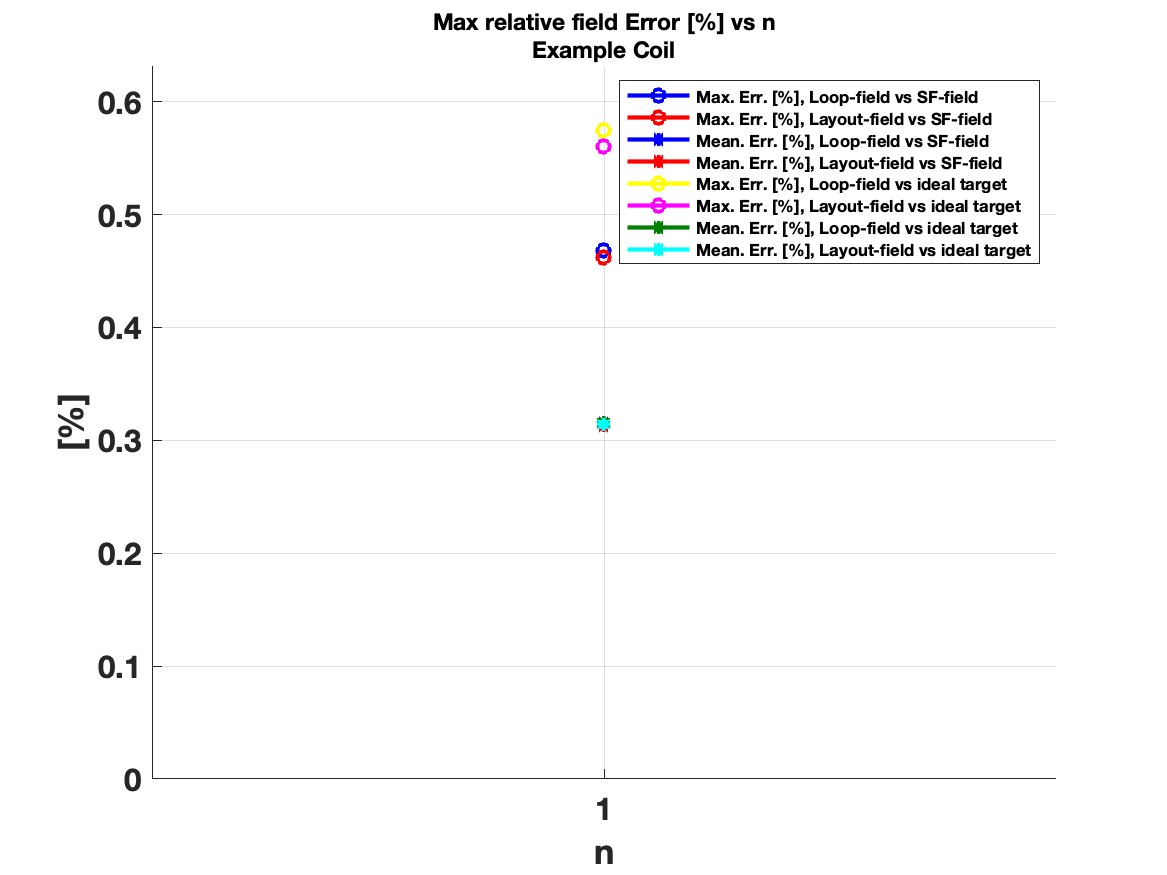 Max relative field Error [%] vs n
Example Coil
0.6
0.5
0.4
0.3
0.2
0.1
0
[%]
Max. Err. [%], Loop-field vs SF-field
Max. Err. [%], Layout-field vs SF-field
Mean. Err. [%], Loop-field vs SF-field
Mean. Err. [%], Layout-field vs SF-field
Max. Err. [%], Loop-field vs ideal target
Max. Err. [%], Layout-field vs ideal target
Mean. Err. [%], Loop-field vs ideal target
Mean. Err. [%], Layout-field vs ideal target
1
n